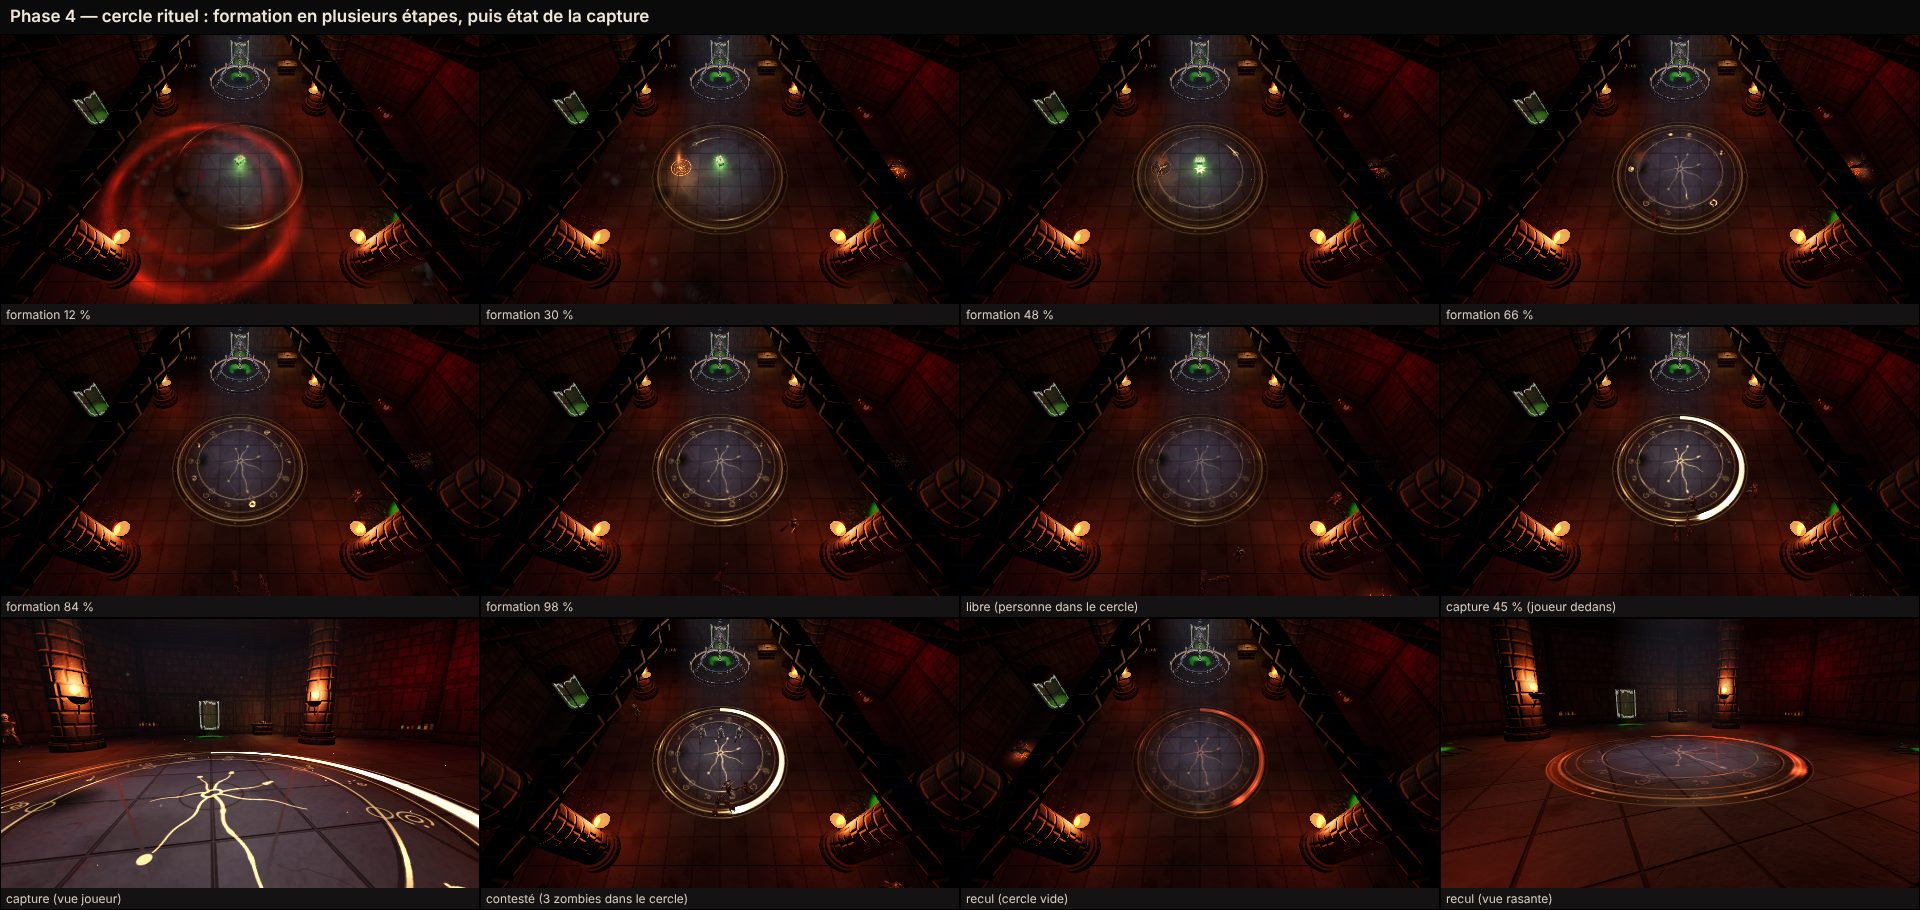 Phase 4 — cercle rituel : formation en plusieurs étapes, puis état de la capture
formation 12 %
formation 30 %
formation 48 %
formation 66 %
formation 84 %
formation 98 %
libre (personne dans le cercle)
capture 45 % (joueur dedans)
capture (vue joueur)
contesté (3 zombies dans le cercle)
recul (cercle vide)
recul (vue rasante)